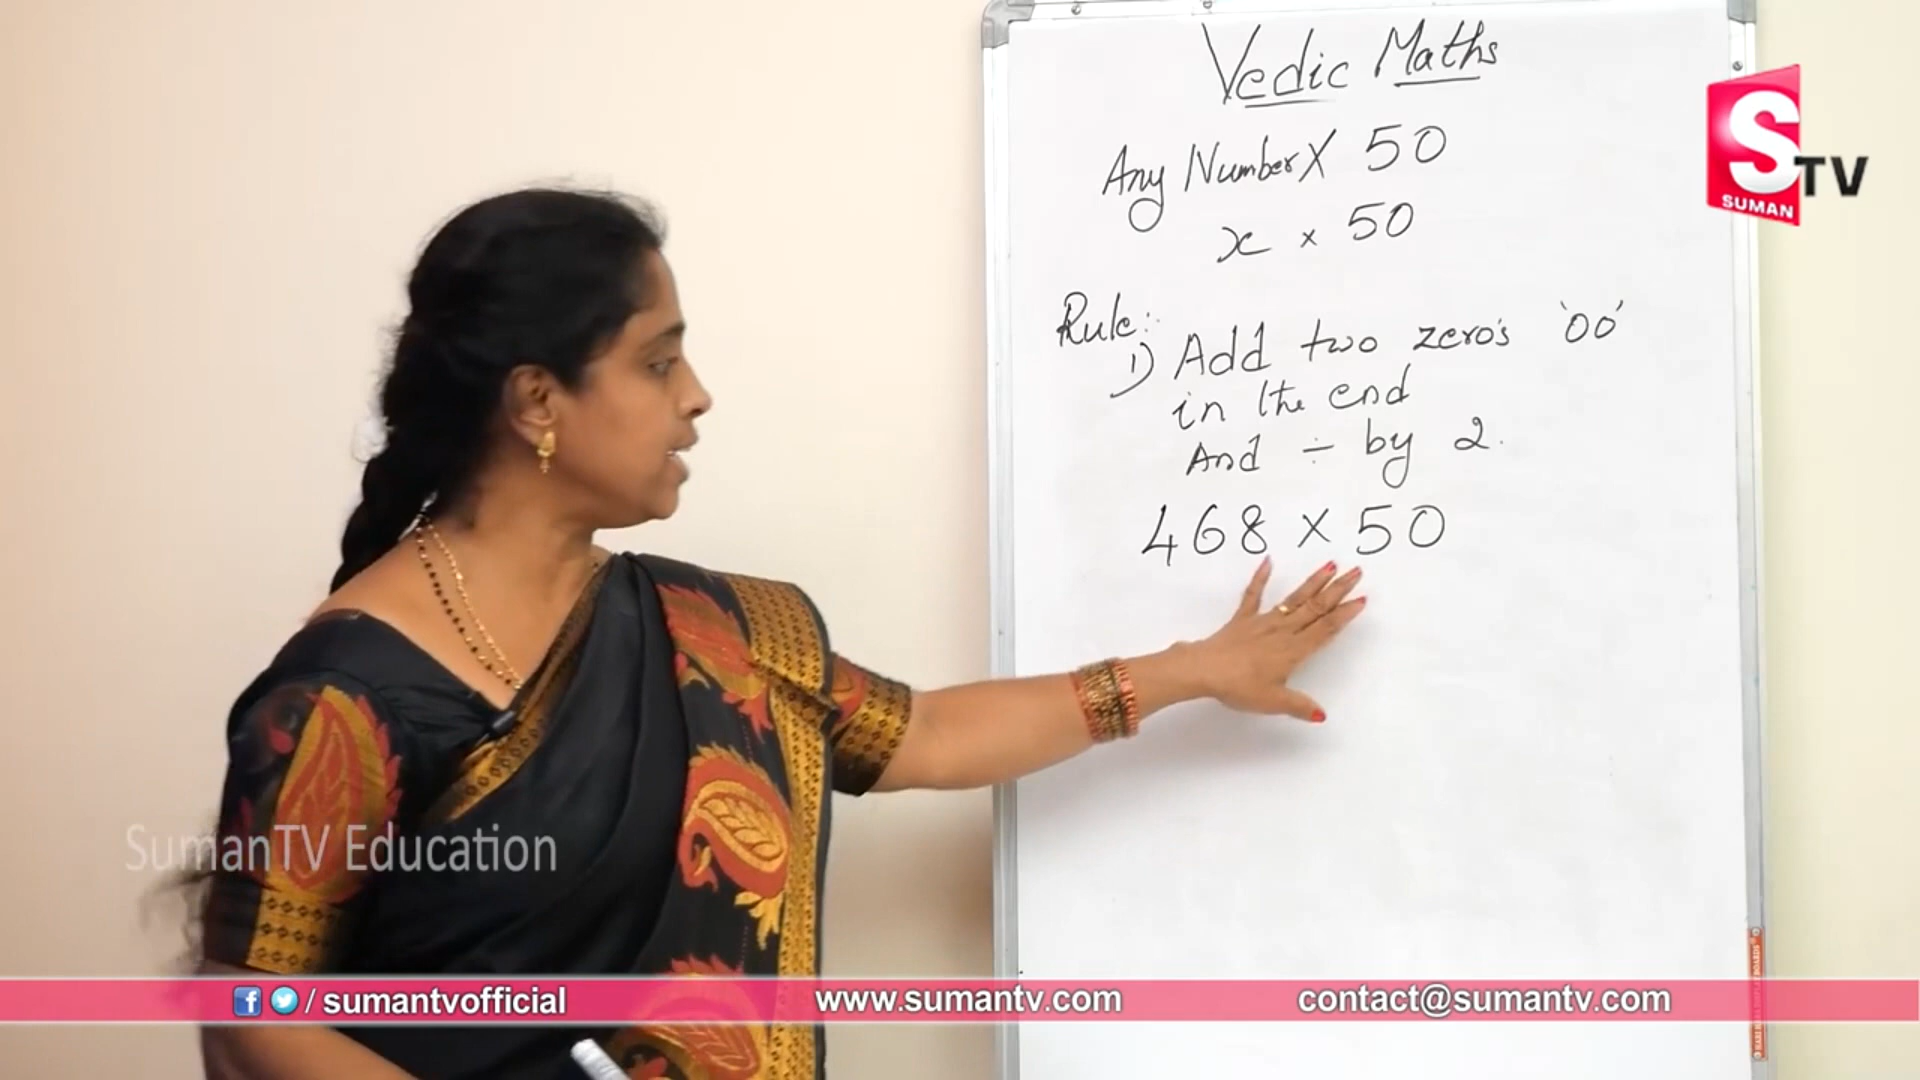 Vedic Maths
Any Number X 50
x × 50
Rule:
1) Add two zero's '00'
in the end
And ÷ by 2.
468 × 50
S TV
SUMAN
SumanTV Education
/ sumantvofficial
www.sumantv.com
contact@sumantv.com